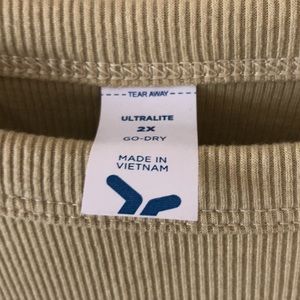 TEAR AWAY
ULTRALITE
2X
GO-DRY
MADE IN
VIETNAM